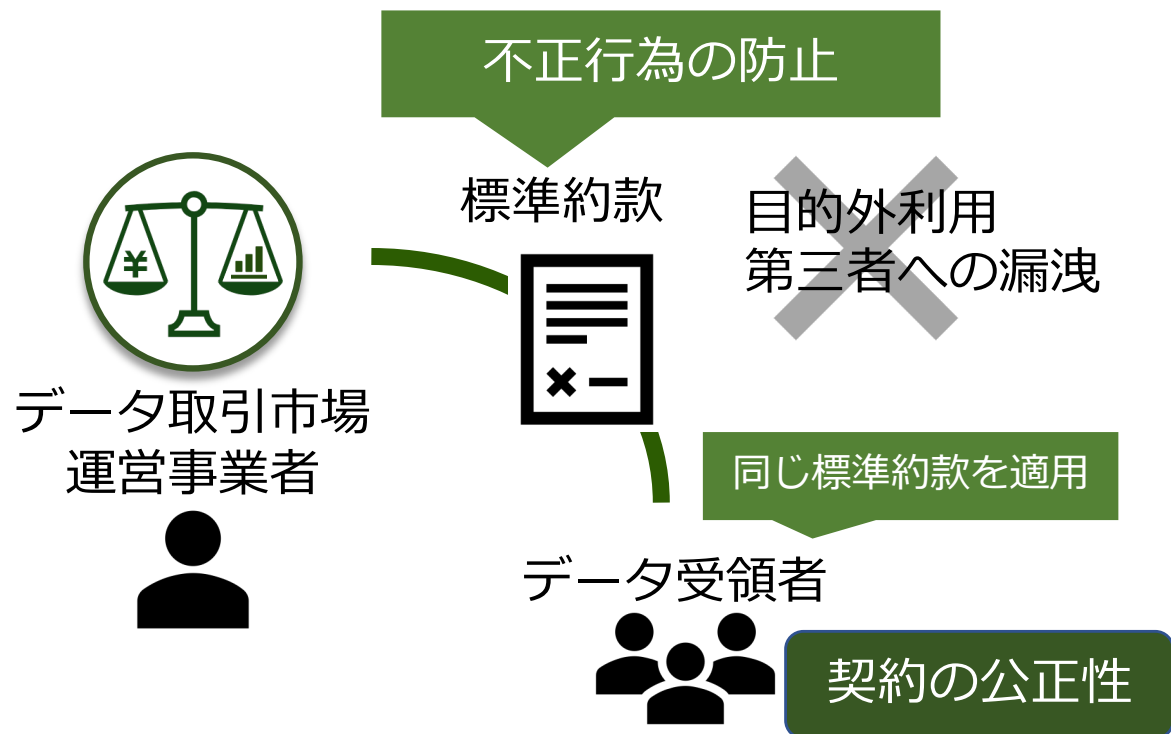 不正行為の防止
標準約款
目的外利用
第三者への漏洩
¥
データ取引市場
運営事業者
同じ標準約款を適用
データ受領者
契約の公正性